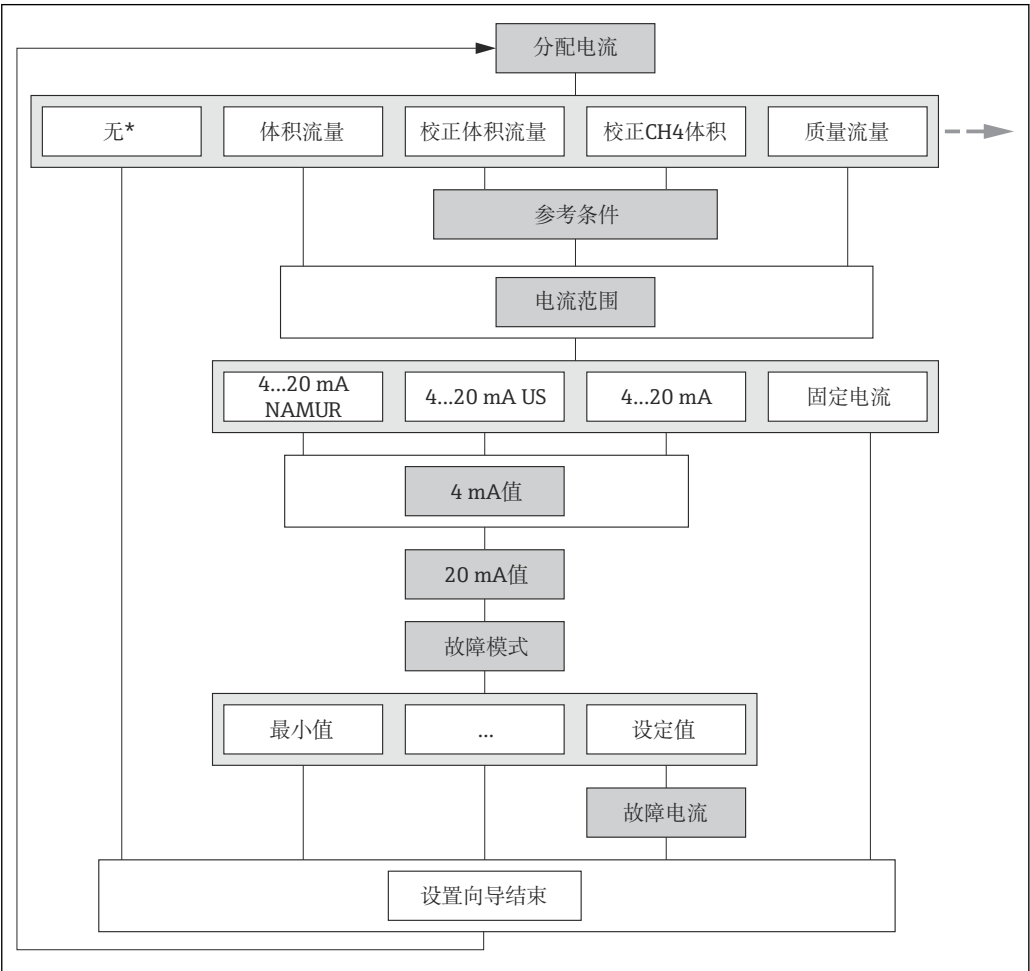 分配电流
无*
体积流量
校正体积流量
校正CH4体积
质量流量
参考条件
电流范围
4...20 mA
NAMUR
4...20 mA US
4...20 mA
固定电流
4 mA值
20 mA值
故障模式
最小值
...
设定值
故障电流
设置向导结束